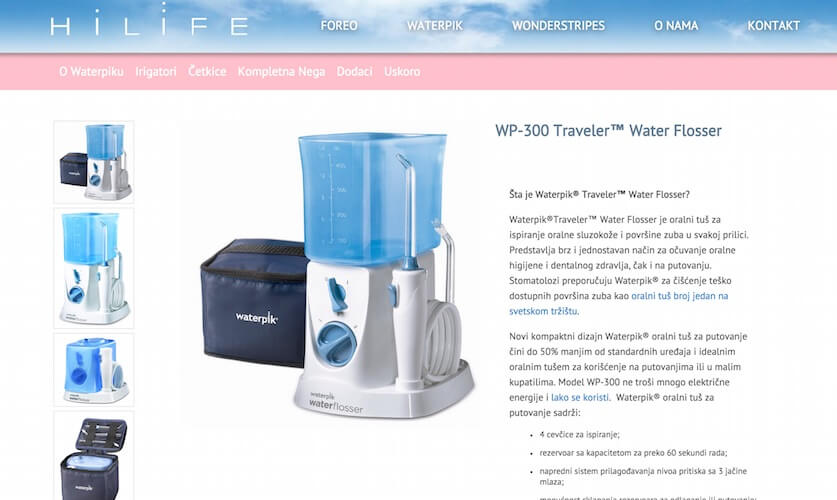 HiLiFE
FOREO WATERPIK WONDERSTRIPES O NAMA KONTAKT
O Waterpiku Irigatori Četkice Kompletna Nega Dodaci Uskoro
WP-300 Traveler™ Water Flosser
waterpik
waterpik
waterflosser
Šta je Waterpik® Traveler™ Water Flosser?
Waterpik®Traveler™ Water Flosser je oralni tuš za
ispiranje oralne sluzokože i površine zuba u svakoj prilici.
Predstavlja brz i jednostavan način za očuvanje oralne
higijene i dentalnog zdravlja, čak i na putovanju.
Stomatolozi preporučuju Waterpik® za čišćenje teško
dostupnih površina zuba kao oralni tuš broj jedan na
svetskom tržištu.
Novi kompaktni dizajn Waterpik® oralni tuš za putovanje
čini do 50% manjim od standardnih uređaja i idealnim
oralnim tušem za korišćenje na putovanjima ili u malim
kupatilima. Model WP-300 ne troši mnogo električne
energije i lako se koristi. Waterpik® oralni tuš za
putovanje sadrži:
4 cevčice za ispiranje;
rezervoar sa kapacitetom za preko 60 sekundi rada;
napredni sistem prilagođavanja nivoa pritiska sa 3 jačine
mlaza;